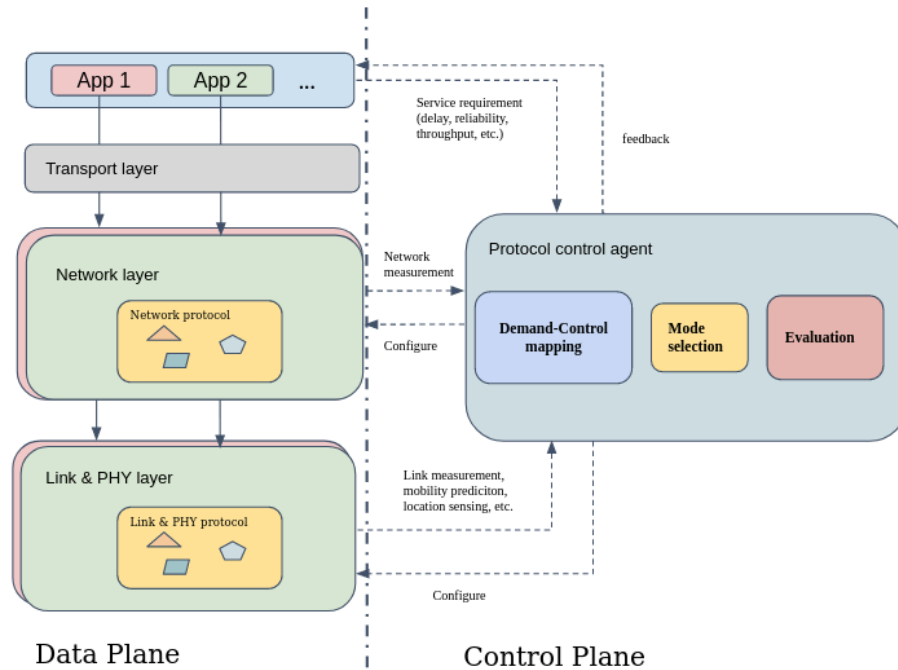 App 1
App 2
...
Service requirement
(delay, reliability,
throughput, etc.)
feedback
Transport layer
Network layer
Network protocol
Network
measurement
Configure
Protocol control agent
Demand-Control
mapping
Mode
selection
Evaluation
Link & PHY layer
Link & PHY protocol
Link measurement,
mobility prediciton,
location sensing, etc.
Configure
Data Plane
Control Plane